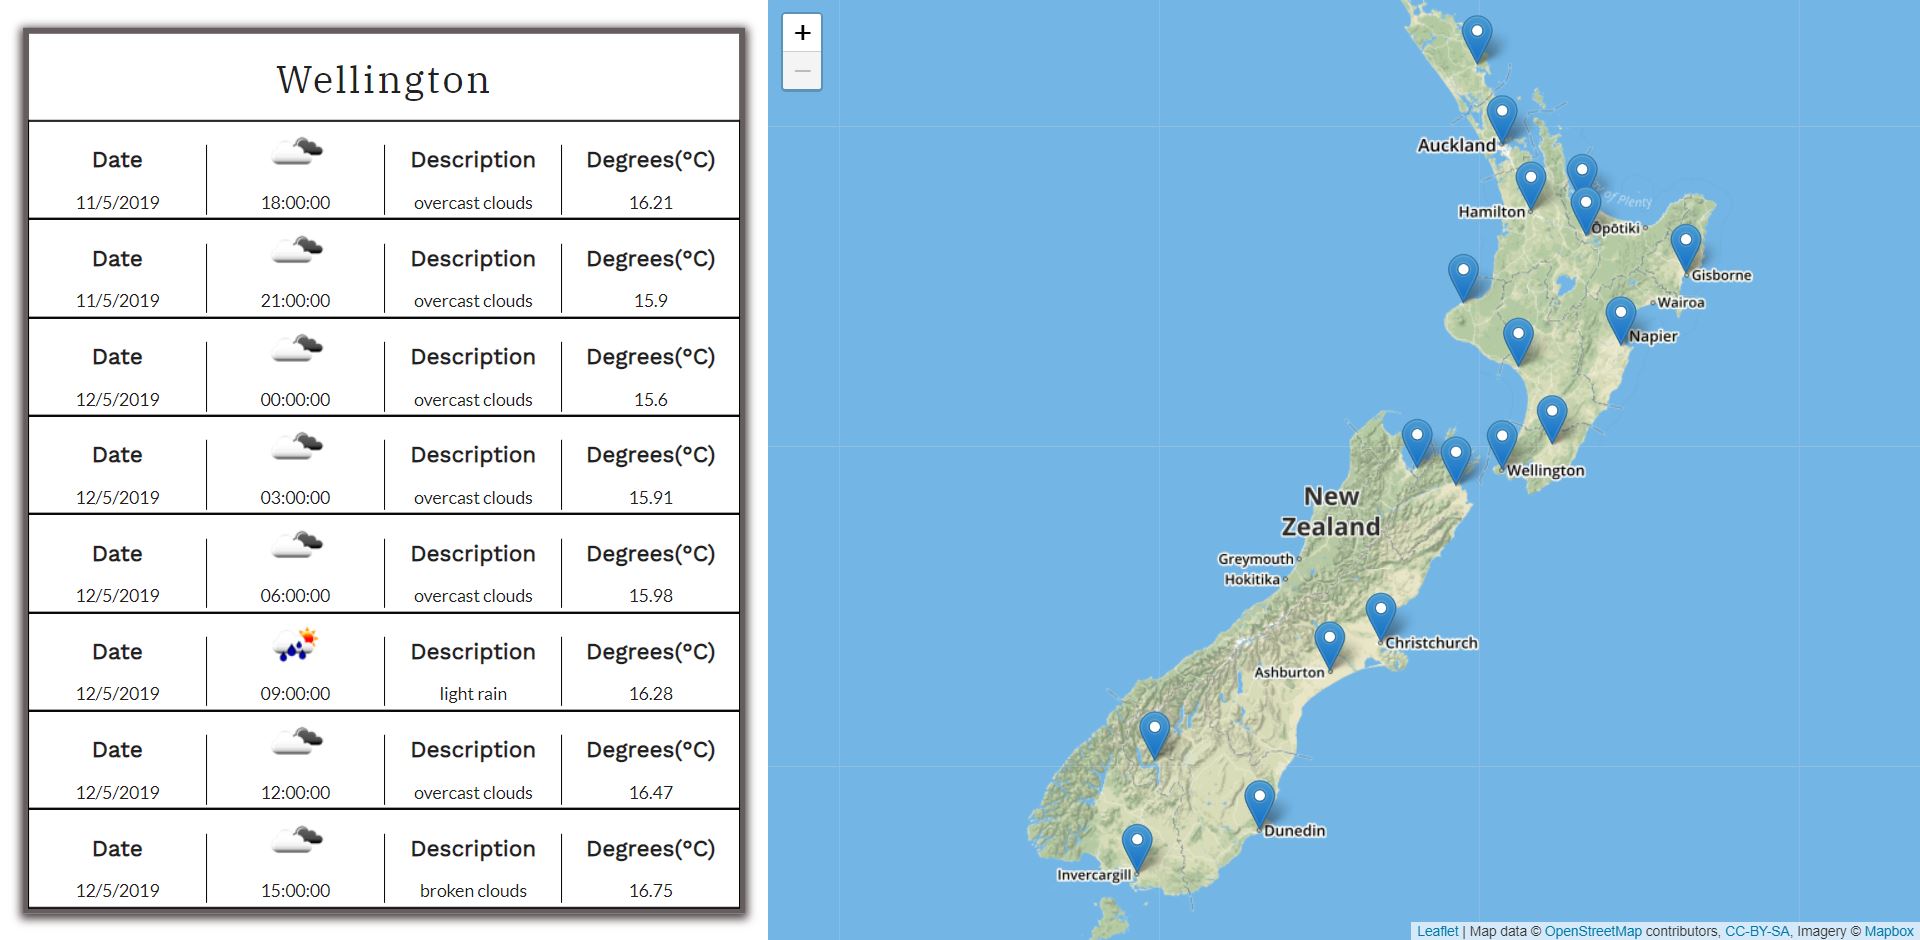 Wellington
Date Description Degrees(°C)
11/5/2019 18:00:00 overcast clouds 16.21
Date Description Degrees(°C)
11/5/2019 21:00:00 overcast clouds 15.9
Date Description Degrees(°C)
12/5/2019 00:00:00 overcast clouds 15.6
Date Description Degrees(°C)
12/5/2019 03:00:00 overcast clouds 15.91
Date Description Degrees(°C)
12/5/2019 06:00:00 overcast clouds 15.98
Date Description Degrees(°C)
12/5/2019 09:00:00 light rain 16.28
Date Description Degrees(°C)
12/5/2019 12:00:00 overcast clouds 16.47
Date Description Degrees(°C)
12/5/2019 15:00:00 broken clouds 16.75
+
−
Auckland
Hamilton
of Plenty
Ōpōtiki
Gisborne
Wairoa
Napier
Wellington
New
Zealand
Greymouth
Hokitika
Christchurch
Ashburton
Dunedin
Invercargill
Leaflet | Map data © OpenStreetMap contributors, CC-BY-SA, Imagery © Mapbox